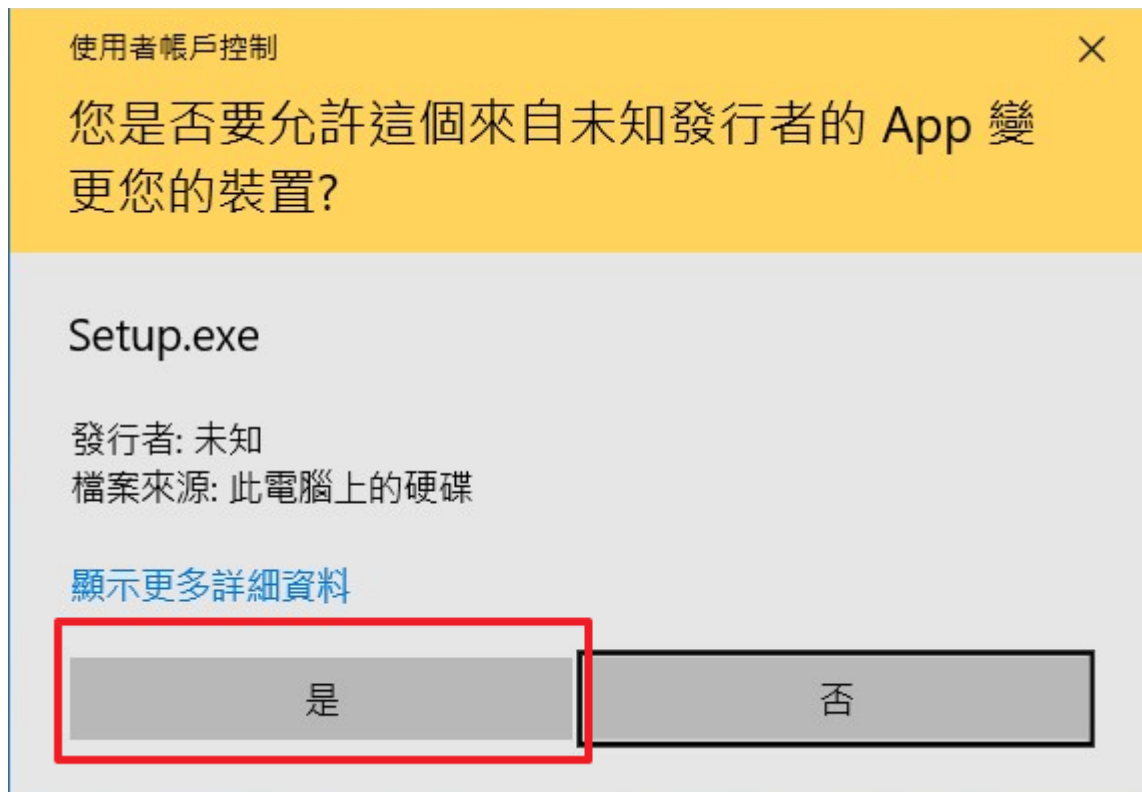 使用者帳戶控制
您是否要允許這個來自未知發行者的 App 變
更您的裝置?
Setup.exe
發行者: 未知
檔案來源: 此電腦上的硬碟
顯示更多詳細資料
是
否